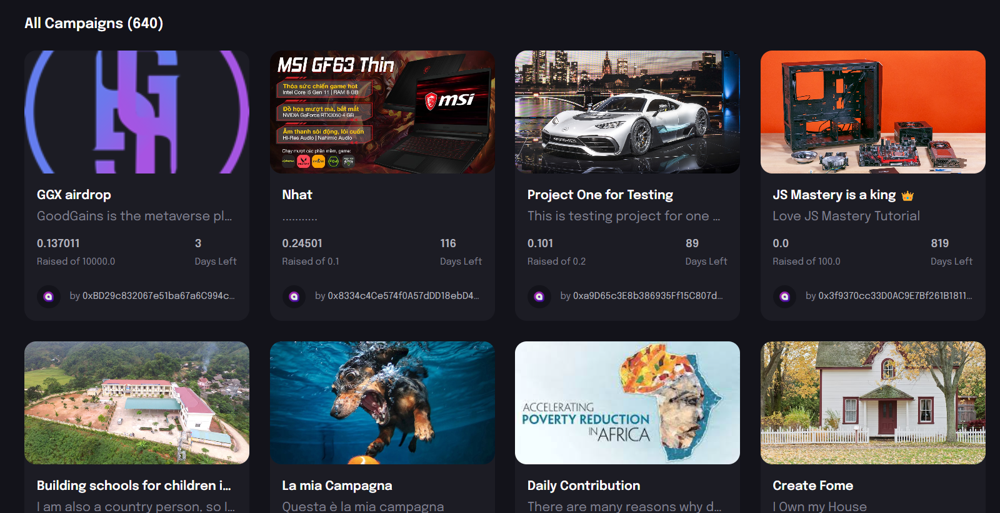 All Campaigns (640)
MSI GF63 Thin
Thỏa sức chiến game hot
Intel Core i5 Gen 11 | RAM 8 GB
Đồ họa mượt mà, bắt mắt
NVIDIA GeForce RTX3050 4 GB
Âm thanh sôi động, lôi cuốn
Hi-Res Audio | Nahimic Audio
Chạy mượt các phần mềm, game:
msi
GGX airdrop
GoodGains is the metaverse pl...
0.137011
3
Raised of 10000.0
Days Left
by 0xBD29c832067e51ba67a6C994c...
Nhat
...........
0.24501
116
Raised of 0.1
Days Left
by 0x8334c4Ce574f0A57dDD18ebD4...
Project One for Testing
This is testing project for one ...
0.101
89
Raised of 0.2
Days Left
by 0xa9D65c3E8b386935Ff15C807d...
JS Mastery is a king 👑
Love JS Mastery Tutorial
0.0
819
Raised of 100.0
Days Left
by 0x3f9370cc33D0AC9E7Bf261B1811...
Building schools for children i...
I am also a country person, so I...
La mia Campagna
Questa è la mia campagna
ACCELERATING
POVERTY REDUCTION
IN AFRICA
Daily Contribution
There are many reasons why d...
Create Fome
I Own my House